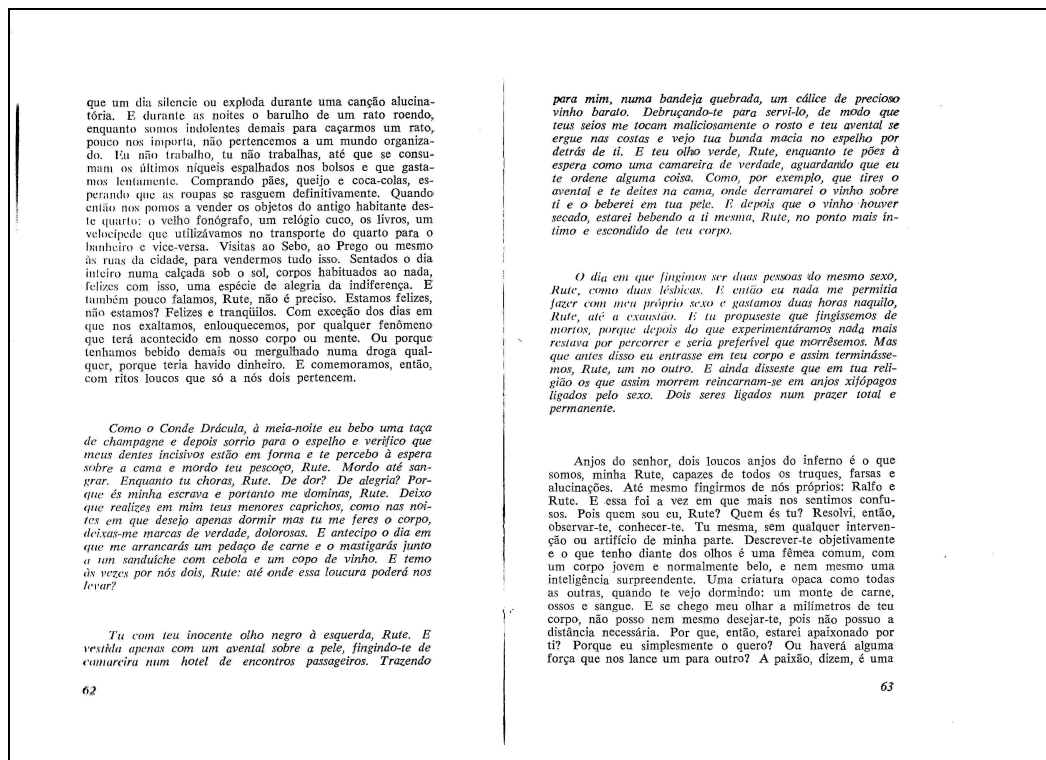 que um dia silencie ou exploda durante uma canção alucina-
tória. E durante as noites o barulho de um rato roendo,
enquanto somos indolentes demais para caçarmos um rato,
pouco nos importa, não pertencemos a um mundo organiza-
do. Eu não trabalho, tu não trabalhas, até que se consu-
mam os últimos níqueis espalhados nos bolsos e que gasta-
mos lentamente. Comprando pães, queijo e coca-colas, es-
perando que as roupas se rasguem definitivamente. Quando
então nos pomos a vender os objetos do antigo habitante des-
te quarto: o velho fonógrafo, um relógio cuco, os livros, um
velocípede que utilizávamos no transporte do quarto para o
banheiro e vice-versa. Visitas ao Sebo, ao Prego ou mesmo
às ruas da cidade, para vendermos tudo isso. Sentados o dia
inteiro numa calçada sob o sol, corpos habituados ao nada,
felizes com isso, uma espécie de alegria da indiferença. E
também pouco falamos, Rute, não é preciso. Estamos felizes,
não estamos? Felizes e tranqüilos. Com exceção dos dias em
que nos exaltamos, enlouquecemos, por qualquer fenômeno
que terá acontecido em nosso corpo ou mente. Ou porque
tenhamos bebido demais ou mergulhado numa droga qual-
quer, porque teria havido dinheiro. E comemoramos, então,
com ritos loucos que só a nós dois pertencem.
Como o Conde Drácula, à meia-noite eu bebo uma taça
de champagne e depois sorrio para o espelho e verifico que
meus dentes incisivos estão em forma e te percebo à espera
sobre a cama e mordo teu pescoço, Rute. Mordo até san-
grar. Enquanto tu choras, Rute. De dor? De alegria? Por-
que és minha escrava e portanto me dominas, Rute. Deixo
que realizes em mim teus menores caprichos, como nas noi-
tes em que desejo apenas dormir mas tu me feres o corpo,
deixas-me marcas de verdade, dolorosas. E antecipo o dia em
que me arrancarás um pedaço de carne e o mastigarás junto
a um sanduíche com cebola e um copo de vinho. E temo
às vezes por nós dois, Rute: até onde essa loucura poderá nos
levar?
Tu com teu inocente olho negro à esquerda, Rute. E
vestida apenas com um avental sobre a pele, fingindo-te de
camareira num hotel de encontros passageiros. Trazendo
62
para mim, numa bandeja quebrada, um cálice de precioso
vinho barato. Debruçando-te para servi-lo, de modo que
teus seios me tocam maliciosamente o rosto e teu avental se
ergue nas costas e vejo tua bunda macia no espelho por
detrás de ti. E teu olho verde, Rute, enquanto te pões à
espera como uma camareira de verdade, aguardando que eu
te ordene alguma coisa. Como, por exemplo, que tires o
avental e te deites na cama, onde derramarei o vinho sobre
ti e o beberei em tua pele. E depois que o vinho houver
secado, estarei bebendo a ti mesma, Rute, no ponto mais ín-
timo e escondido de teu corpo.
O dia em que fingimos ser duas pessoas do mesmo sexo,
Rute, como duas lésbicas. E então eu nada me permitia
fazer com meu próprio sexo e gastamos duas horas naquilo,
Rute, até a exaustão. E tu propuseste que fingíssemos de
mortos, porque depois do que experimentáramos nada mais
restava por percorrer e seria preferível que morrêssemos. Mas
que antes disso eu entrasse em teu corpo e assim terminásse-
mos, Rute, um no outro. E ainda disseste que em tua reli-
gião os que assim morrem reincarnam-se em anjos xifópagos
ligados pelo sexo. Dois seres ligados num prazer total e
permanente.
Anjos do senhor, dois loucos anjos do inferno é o que
somos, minha Rute, capazes de todos os truques, farsas e
alucinações. Até mesmo fingirmos de nós próprios: Ralfo e
Rute. E essa foi a vez em que mais nos sentimos confu-
sos. Pois quem sou eu, Rute? Quem és tu? Resolvi, então,
observar-te, conhecer-te. Tu mesma, sem qualquer interven-
ção ou artifício de minha parte. Descrever-te objetivamente
e o que tenho diante dos olhos é uma fêmea comum, com
um corpo jovem e normalmente belo, e nem mesmo uma
inteligência surpreendente. Uma criatura opaca como todas
as outras, quando te vejo dormindo: um monte de carne,
ossos e sangue. E se chego meu olhar a milímetros de teu
corpo, não posso nem mesmo desejar-te, pois não possuo a
distância necessária. Por que, então, estarei apaixonado por
ti? Porque eu simplesmente o quero? Ou haverá alguma
força que nos lance um para outro? A paixão, dizem, é uma
63